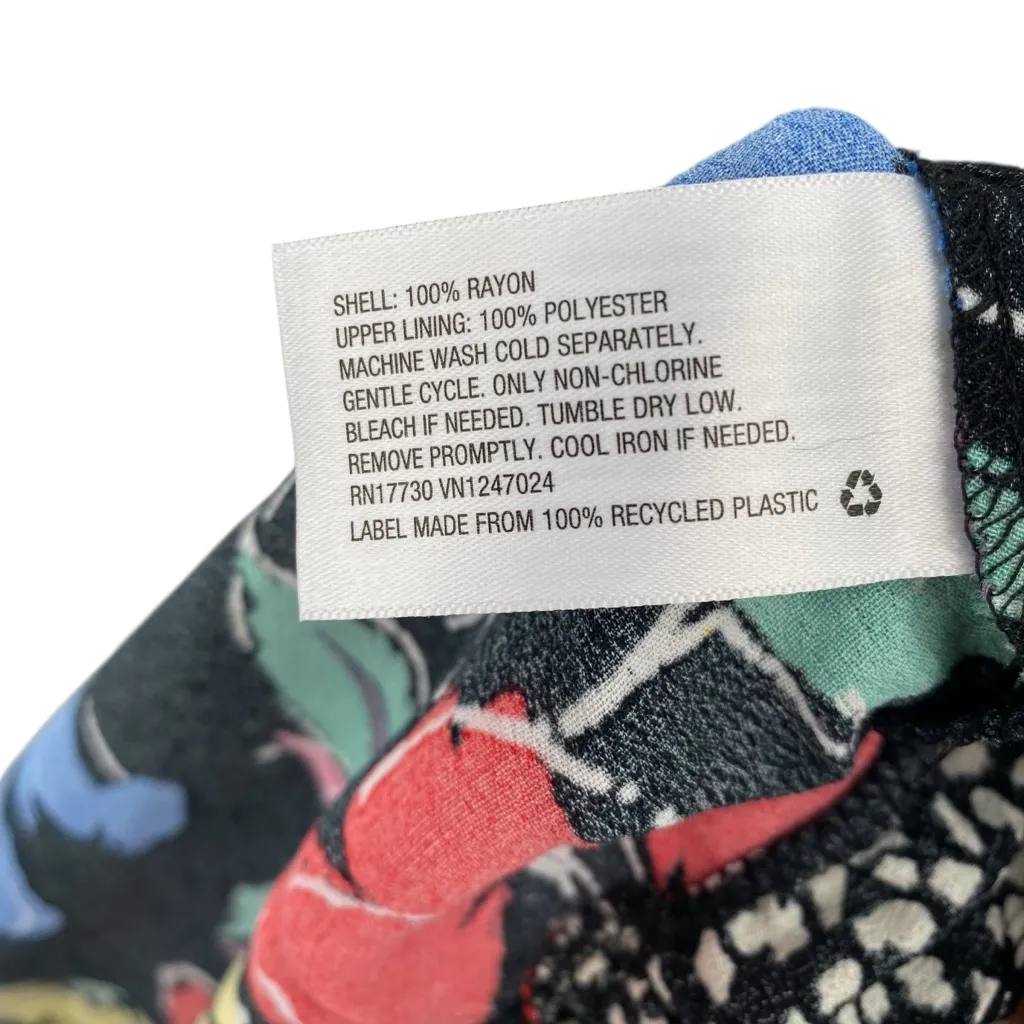 SHELL: 100% RAYON
UPPER LINING: 100% POLYESTER
MACHINE WASH COLD SEPARATELY.
GENTLE CYCLE. ONLY NON-CHLORINE
BLEACH IF NEEDED. TUMBLE DRY LOW.
REMOVE PROMPTLY. COOL IRON IF NEEDED.
RN17730 VN1247024
LABEL MADE FROM 100% RECYCLED PLASTIC